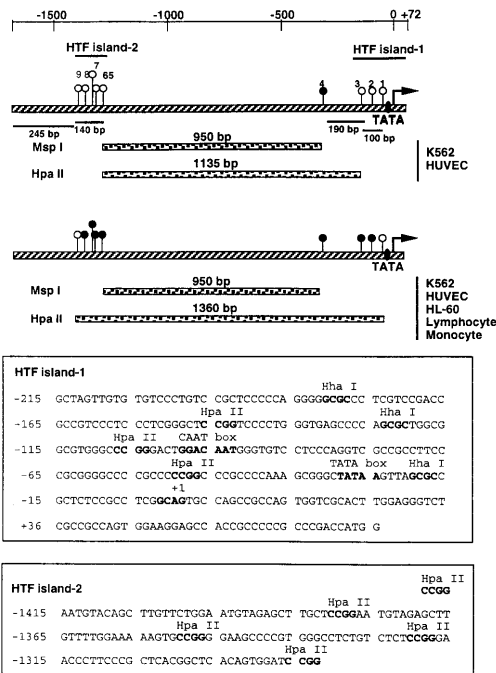 -1500 -1000 -500 0 +72
HTF island-2 HTF island-1
7
9 8 65 4 3 2 1
TATA
245 bp 140 bp 190 bp 100 bp
Msp I 950 bp K562
Hpa II 1135 bp HUVEC
TATA
Msp I 950 bp K562
HUVEC
Hpa II 1360 bp HL-60
Lymphocyte
Monocyte
HTF island-1
Hha I
-215 GCTAGTTGTG TGTCCCTGTC CGCTCCCCCA GGGGGCGCCC TCGTCCGACC
Hpa II Hha I
-165 GCCGTCCCTC CCTCGGGCTC CGGTCCCCTG GGTGAGCCCC AGCGCTGGCG
Hpa II CAAT box
-115 GCGTGGGCCC GGGACTGGAC AATGGGTGTC CTCCCAGGTC CGCCGCCTTCC
Hpa II TATA box Hha I
-65 CGCGGGGCCC CGCCCCCGGC CCCGCCCCAAA GCGGGCTATA AGTTAGCGCC
+1
-15 GCTCTCCGCC TCGGCAGTGC CAGCCGCCAG TGGTCGCACT TGGAGGGTCT
+36 CGCCGCCAGT GGAAGGAGCC ACCGCCCCCG CCCGACCATG G
HTF island-2
Hpa II
CCGG
Hpa II
-1415 AATGTACAGC TTGTTCTGGA ATGTAGAGCT TGCTCCGGAA TGTAGAGCTT
Hpa II Hpa II
-1365 GTTTTGGAAA AAGTGCCGGG GAAGCCCCGT GGGCCTCTGT CTCTCCGGGA
Hpa II
-1315 ACCCTTCCCG CTCACGGCTC ACAGTGGATC CGG